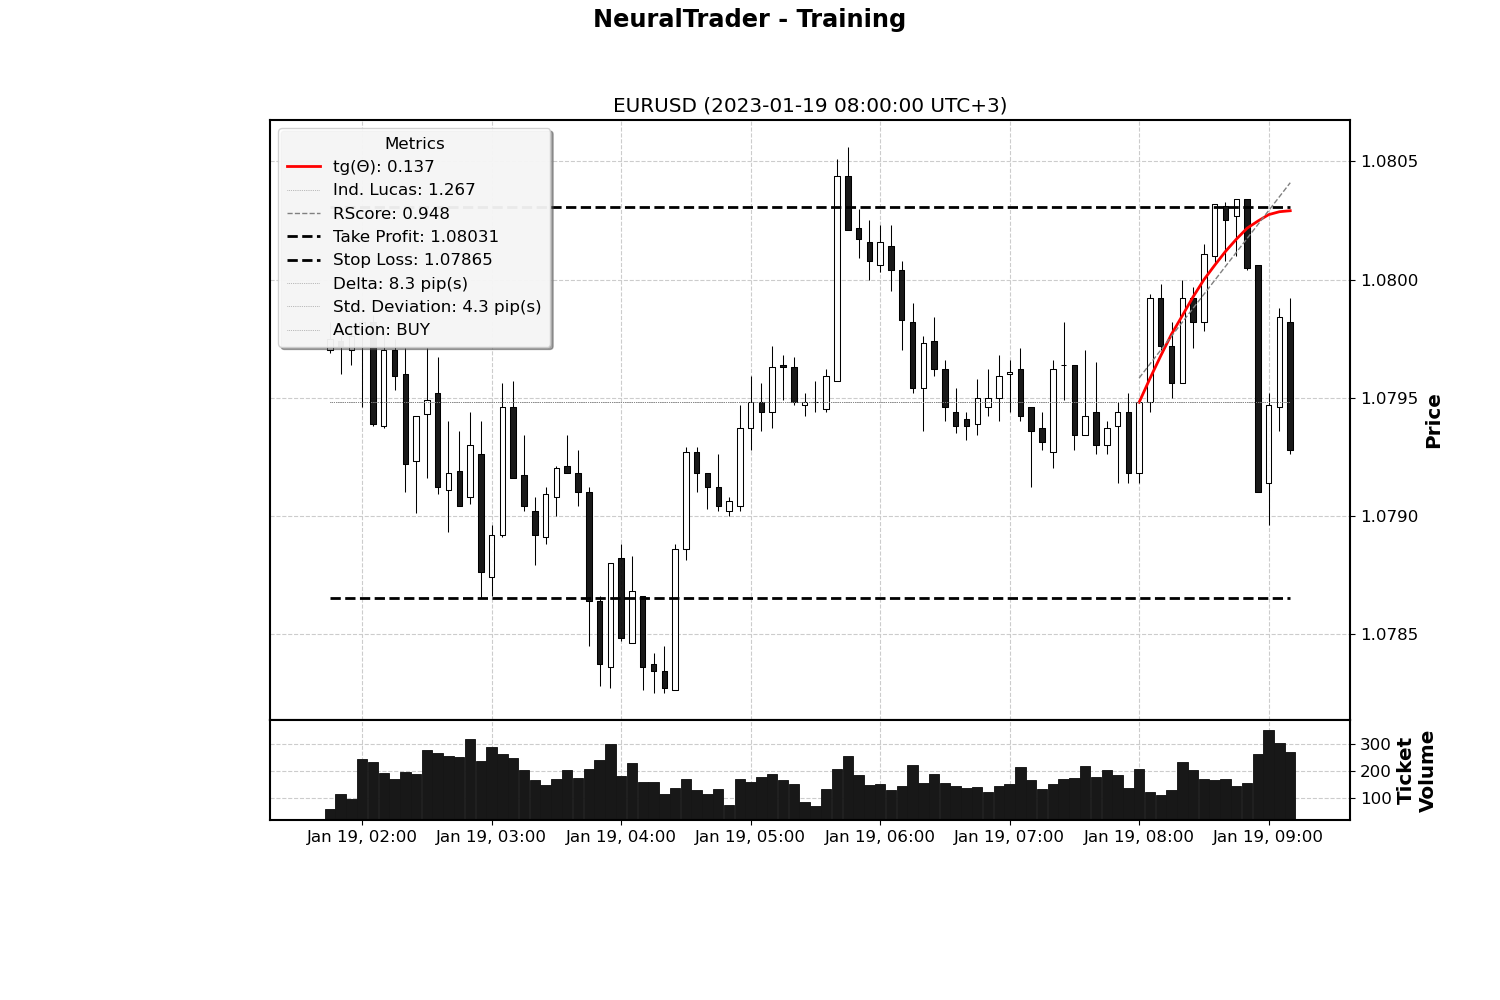 NeuralTrader - Training
EURUSD (2023-01-19 08:00:00 UTC+3)
Metrics
tg(Θ): 0.137
Ind. Lucas: 1.267
RScore: 0.948
Take Profit: 1.08031
Stop Loss: 1.07865
Delta: 8.3 pip(s)
Std. Deviation: 4.3 pip(s)
Action: BUY
1.0805
1.0800
1.0795
1.0790
1.0785
Price
300
200
100
Ticket
Volume
Jan 19, 02:00
Jan 19, 03:00
Jan 19, 04:00
Jan 19, 05:00
Jan 19, 06:00
Jan 19, 07:00
Jan 19, 08:00
Jan 19, 09:00